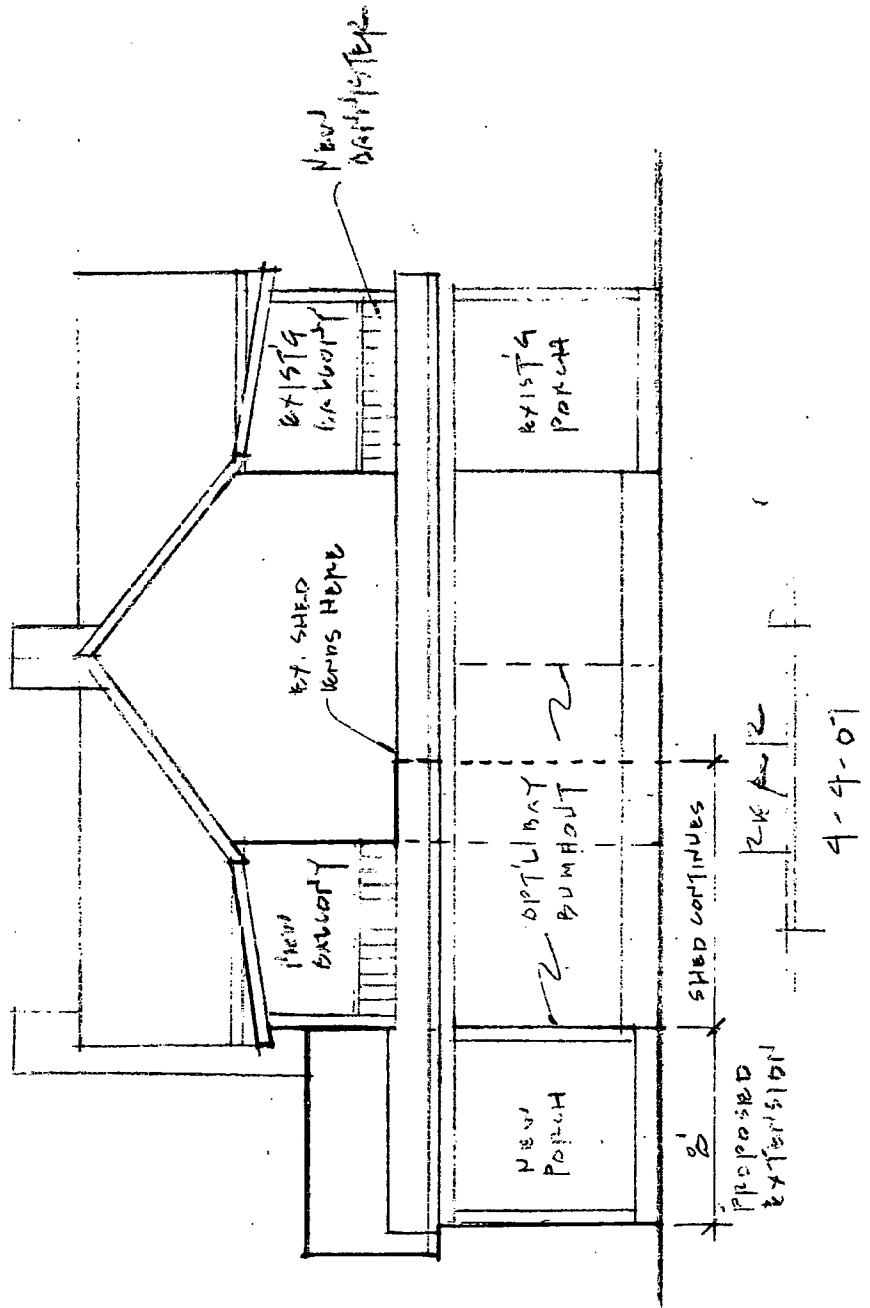 NEW
BANNISTER
EXIST'G
BALCONY
EX. SHED
ENDS HERE
NEW
BALCONY
EXIST'G
PORCH
OPT'L BAY
BUMPOUT
NEW
PORCH
SHED CONTINUES
8'
PROPOSED
EXTENSION
4-4-07